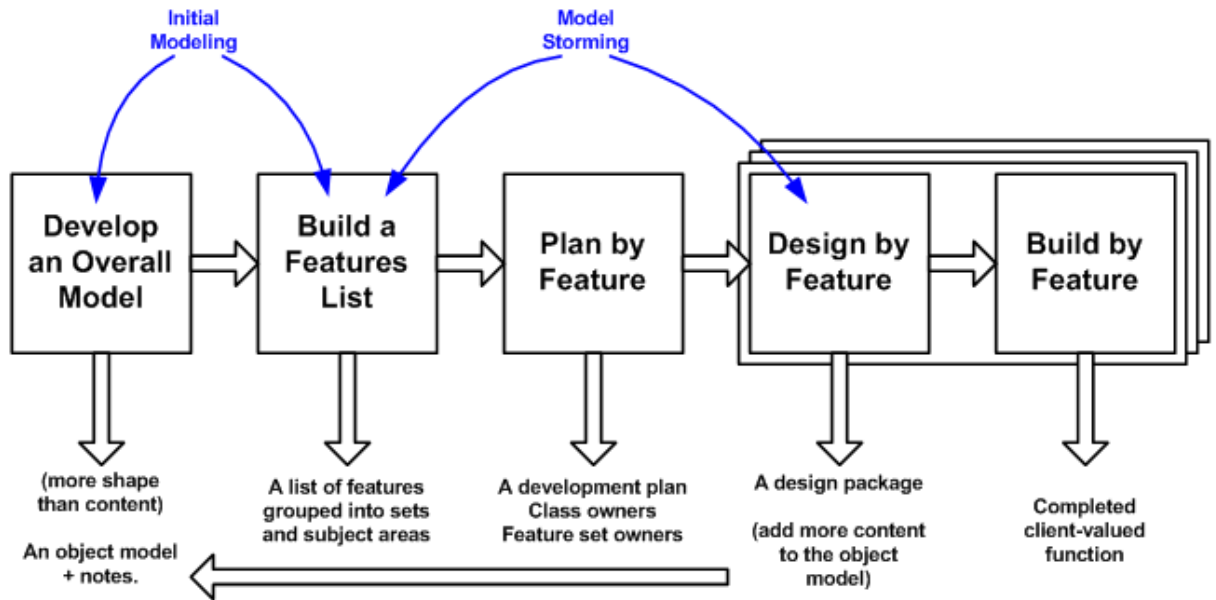 Initial
Modeling
Model
Storming
Develop
an Overall
Model
Build a
Features
List
Plan by
Feature
Design by
Feature
Build by
Feature
(more shape
than content)
An object model
+ notes.
A list of features
grouped into sets
and subject areas
A development plan
Class owners
Feature set owners
A design package
(add more content
to the object
model)
Completed
client-valued
function